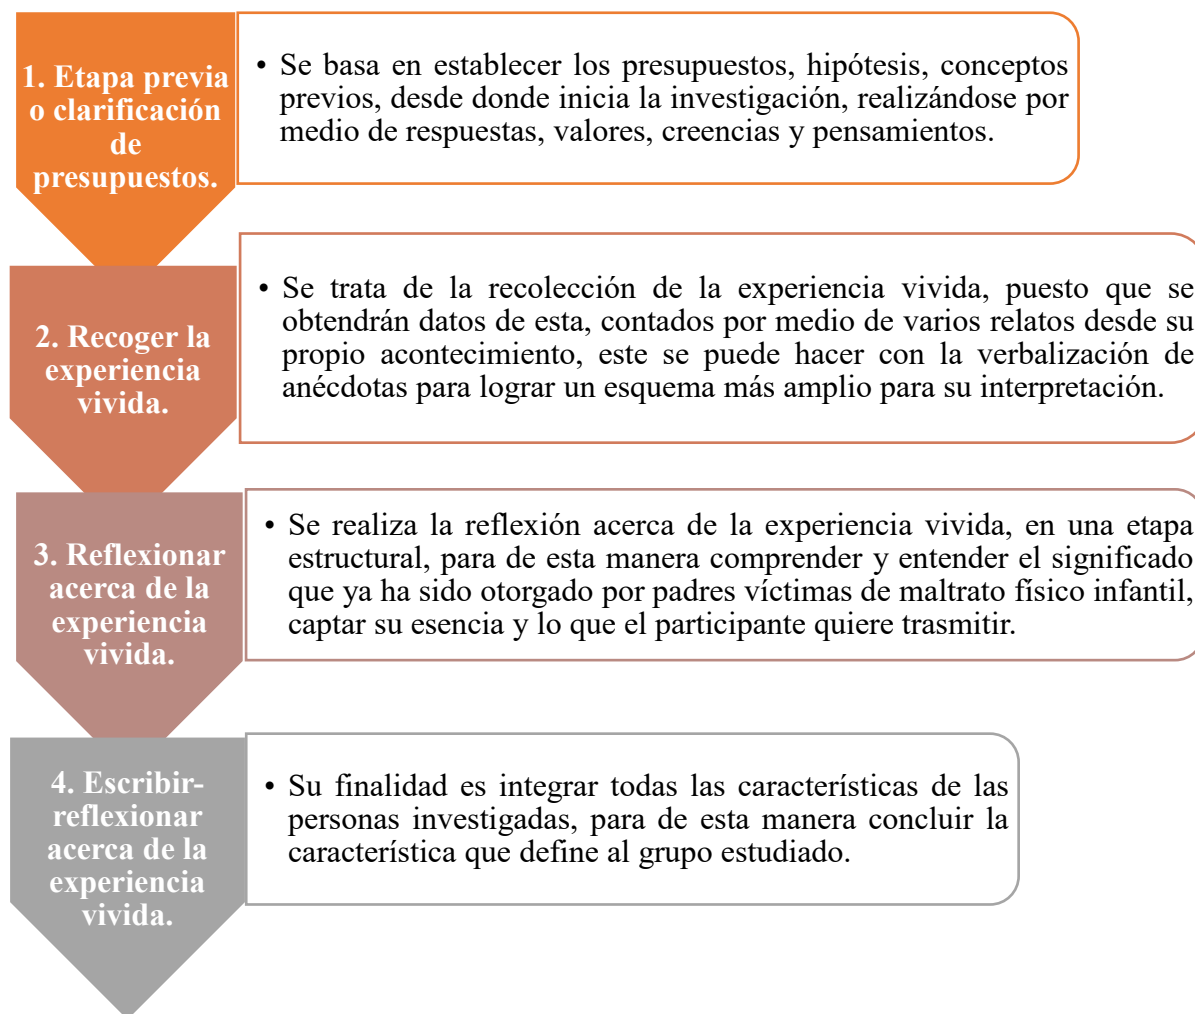 1. Etapa previa
o clarificación
de
presupuestos.
• Se basa en establecer los presupuestos, hipótesis, conceptos
previos, desde donde inicia la investigación, realizándose por
medio de respuestas, valores, creencias y pensamientos.
2. Recoger la
experiencia
vivida.
• Se trata de la recolección de la experiencia vivida, puesto que se
obtendrán datos de esta, contados por medio de varios relatos desde su
propio acontecimiento, este se puede hacer con la verbalización de
anécdotas para lograr un esquema más amplio para su interpretación.
3. Reflexionar
acerca de la
experiencia
vivida.
• Se realiza la reflexión acerca de la experiencia vivida, en una etapa
estructural, para de esta manera comprender y entender el significado
que ya ha sido otorgado por padres víctimas de maltrato físico infantil,
captar su esencia y lo que el participante quiere trasmitir.
4. Escribir-
reflexionar
acerca de la
experiencia
vivida.
• Su finalidad es integrar todas las características de las
personas investigadas, para de esta manera concluir la
característica que define al grupo estudiado.